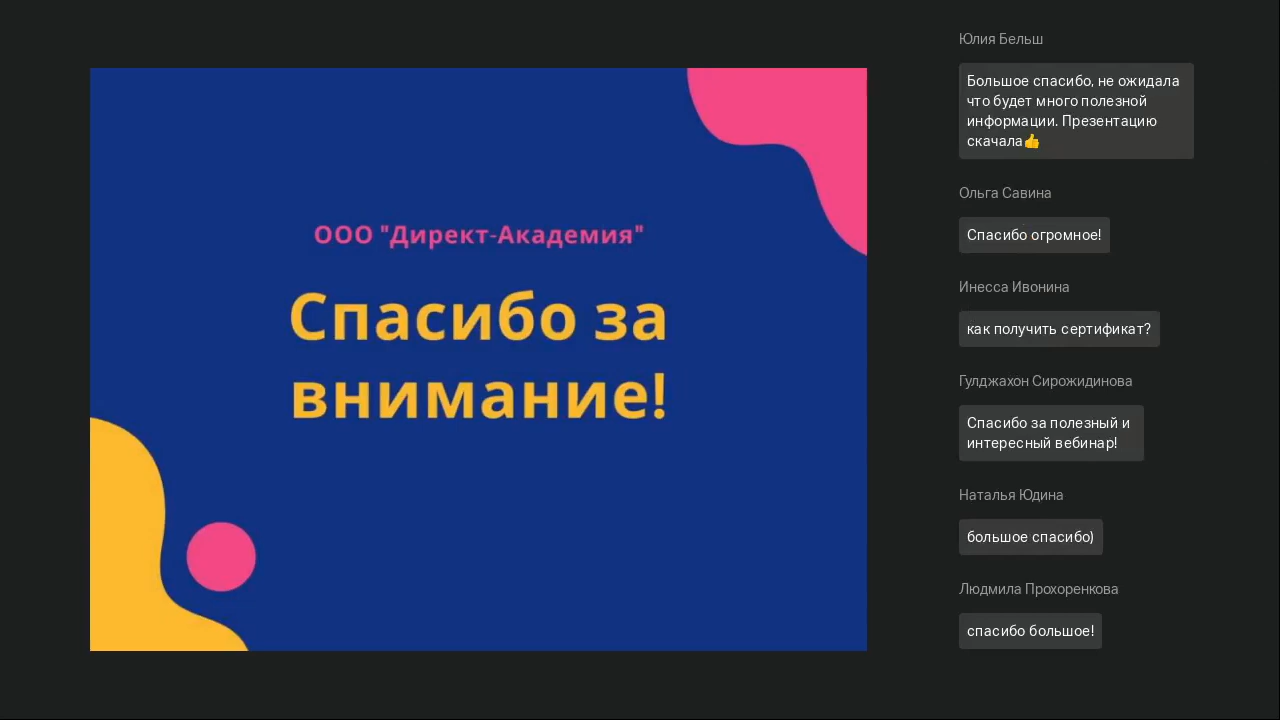 ООО "Директ-Академия"
Спасибо за
внимание!
Юлия Бельш
Большое спасибо, не ожидала
что будет много полезной
информации. Презентацию
скачала👍
Ольга Савина
Спасибо огромное!
Инесса Ивонина
как получить сертификат?
Гулджахон Сирожидинова
Спасибо за полезный и
интересный вебинар!
Наталья Юдина
большое спасибо)
Людмила Прохоренкова
спасибо большое!